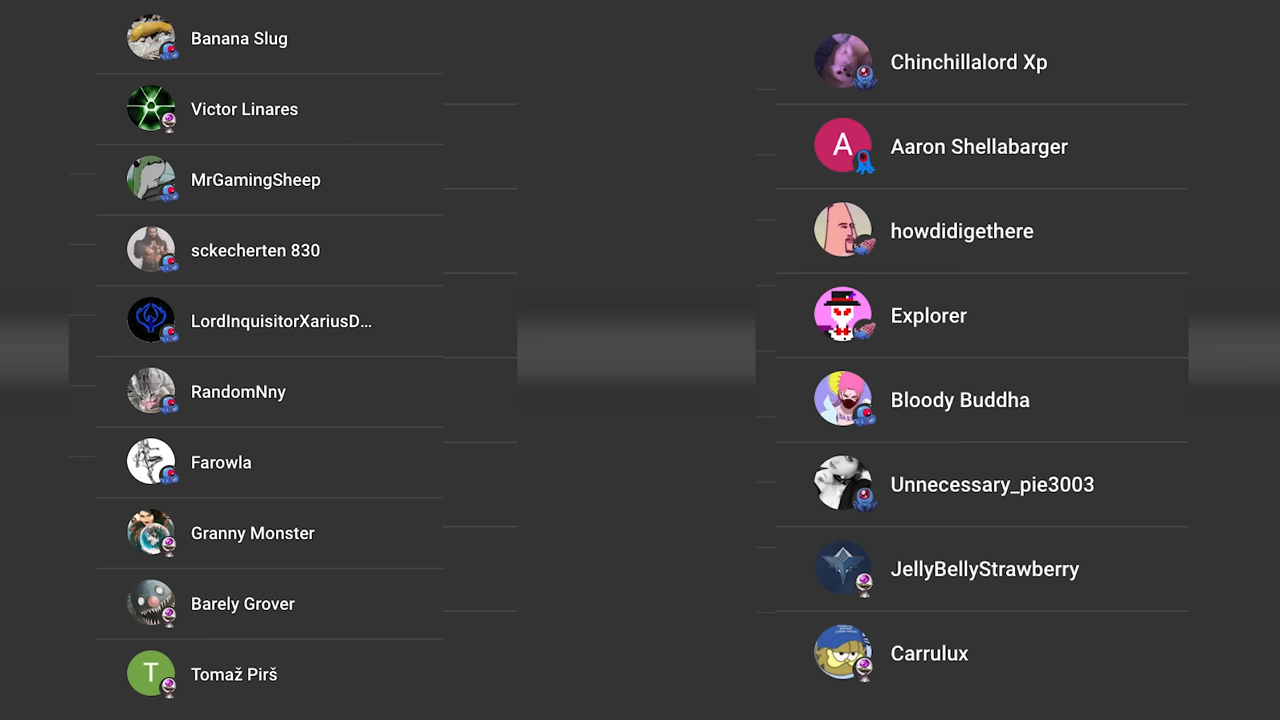 Banana Slug
Victor Linares
MrGamingSheep
sckecherten 830
LordInquisitorXariusD...
RandomNny
Farowla
Granny Monster
Barely Grover
T
Tomaž Pirš
Chinchillalord Xp
A
Aaron Shellabarger
howdidigethere
Explorer
Bloody Buddha
Unnecessary_pie3003
JellyBellyStrawberry
Carrulux